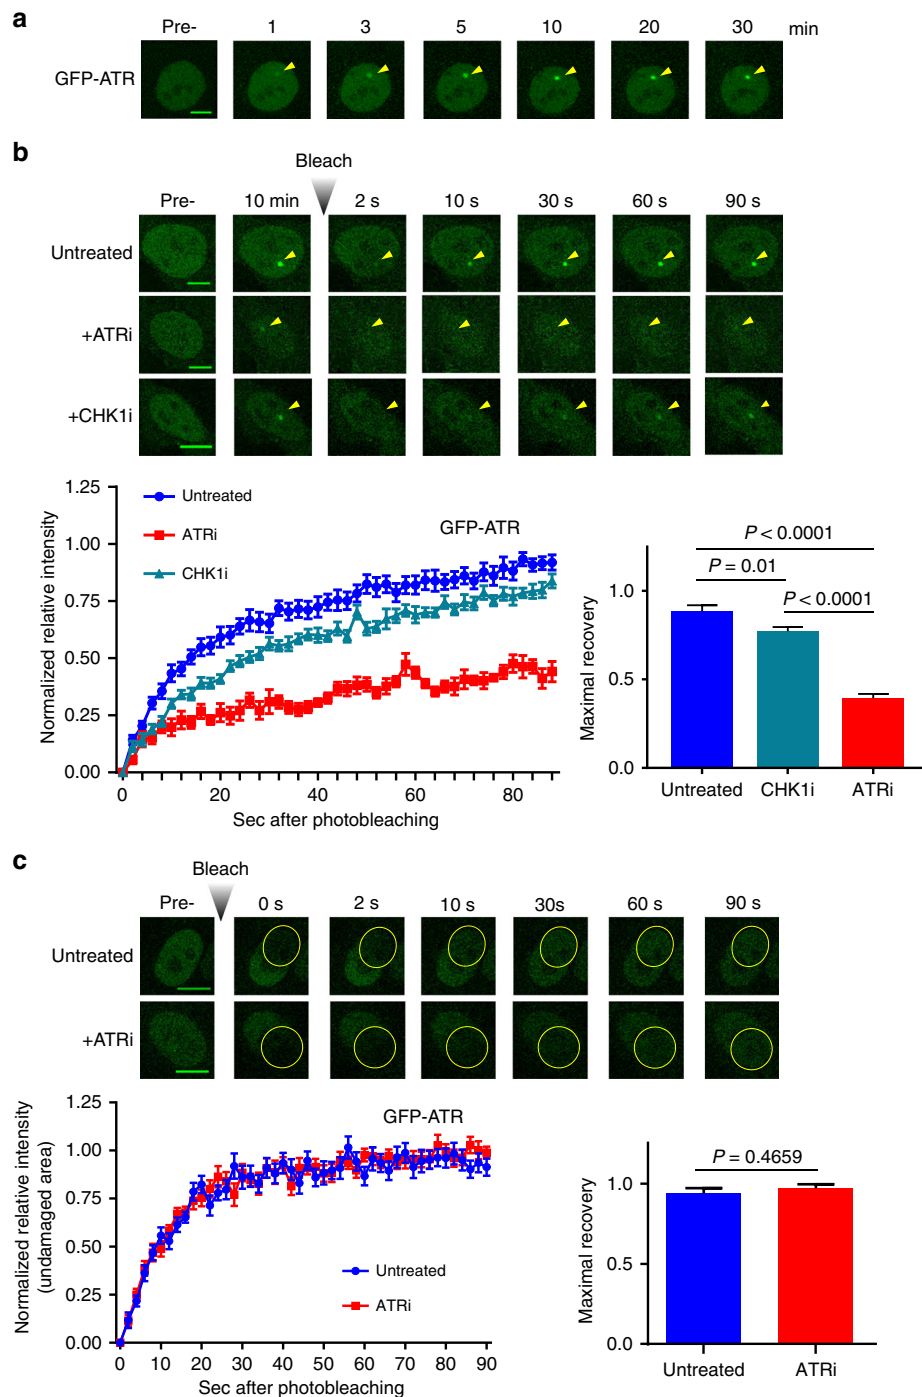 a
Pre- 1 3 5 10 20 30 min
GFP-ATR
b
Bleach
Pre- 10 min 2 s 10 s 30 s 60 s 90 s
Untreated
+ATRi
+CHK1i
Normalized relative intensity
1.25
1.00
0.75
0.50
0.25
0.00
Untreated
ATRi
CHK1i
GFP-ATR
0 20 40 60 80
Sec after photobleaching
Maximal recovery
1.0
0.5
0.0
P < 0.0001
P = 0.01
P < 0.0001
Untreated CHK1i ATRi
c
Bleach
Pre- 0 s 2 s 10 s 30s 60 s 90 s
Untreated
+ATRi
Normalized relative intensity
(undamaged area)
1.25
1.00
0.75
0.50
0.25
0.00
GFP-ATR
Untreated
ATRi
0 10 20 30 40 50 60 70 80 90
Sec after photobleaching
Maximal recovery
1.0
0.5
0.0
P = 0.4659
Untreated ATRi